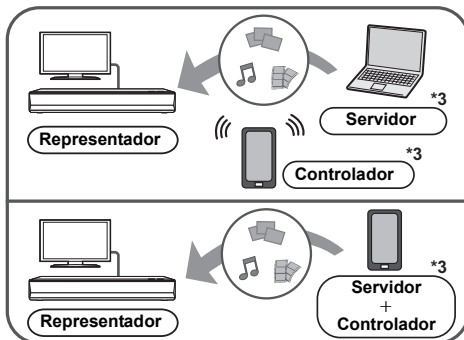 *3
Servidor
Representador
*3
Controlador
*3
Servidor
+
Controlador
Representador